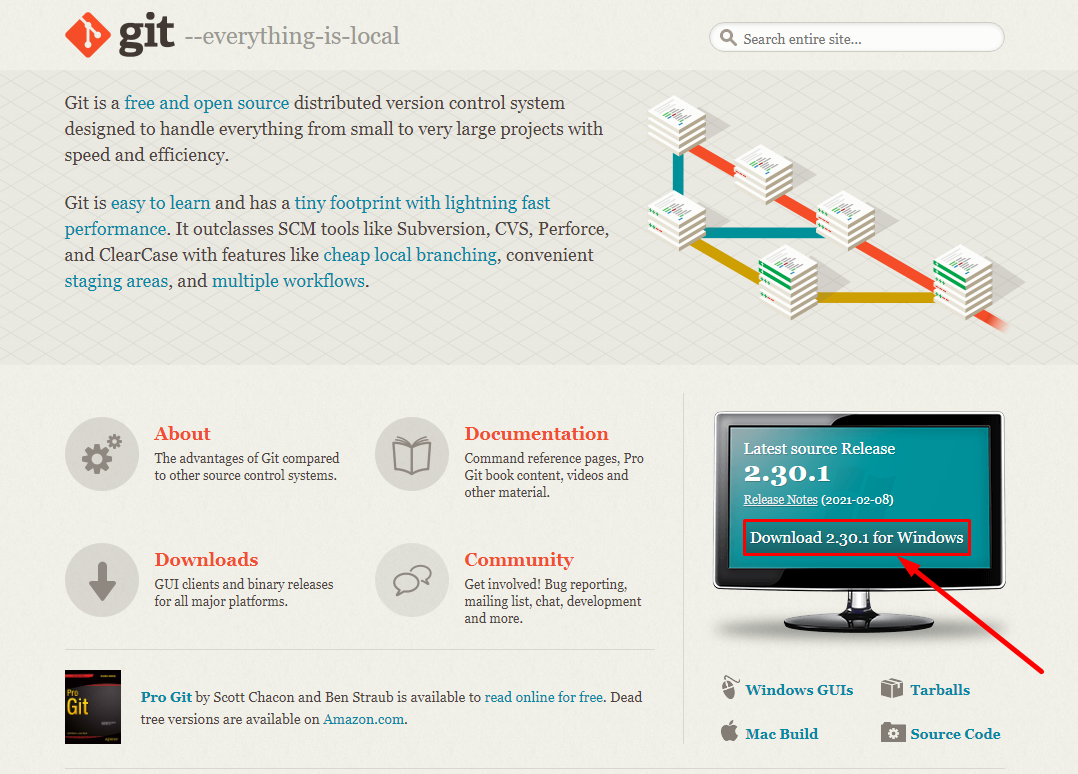 git --everything-is-local
Search entire site...
Git is a free and open source distributed version control system
designed to handle everything from small to very large projects with
speed and efficiency.
Git is easy to learn and has a tiny footprint with lightning fast
performance. It outclasses SCM tools like Subversion, CVS, Perforce,
and ClearCase with features like cheap local branching, convenient
staging areas, and multiple workflows.
About
The advantages of Git compared
to other source control systems.
Documentation
Command reference pages, Pro
Git book content, videos and
other material.
Downloads
GUI clients and binary releases
for all major platforms.
Community
Get involved! Bug reporting,
mailing list, chat, development
and more.
Latest source Release
2.30.1
Release Notes (2021-02-08)
Download 2.30.1 for Windows
Windows GUIs
Tarballs
Mac Build
Source Code
Pro
Git
Pro Git by Scott Chacon and Ben Straub is available to read online for free. Dead
tree versions are available on Amazon.com.